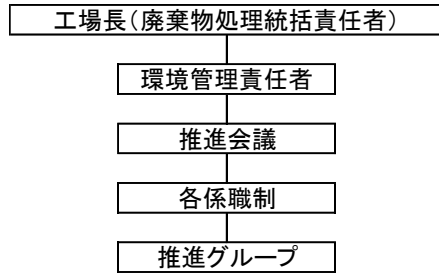 工場長（廃棄物処理統括責任者）
環境管理責任者
推進会議
各係職制
推進グループ